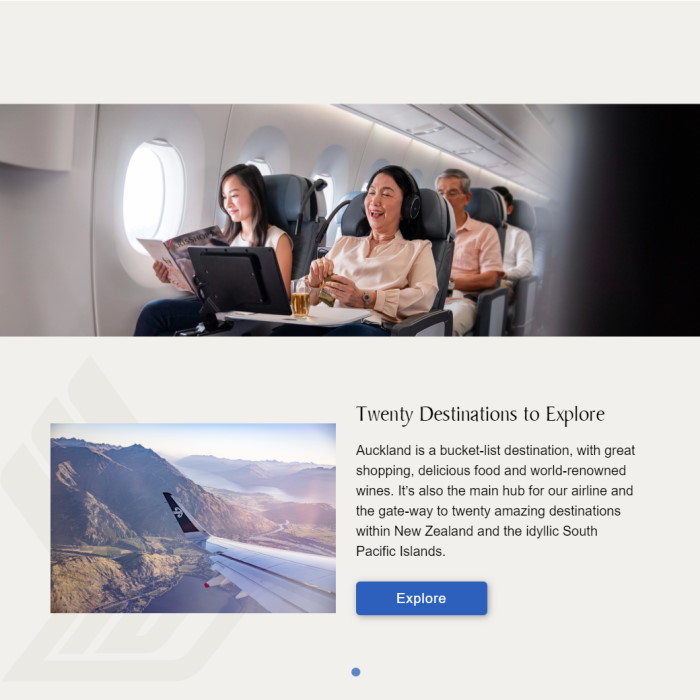 Twenty Destinations to Explore
Auckland is a bucket-list destination, with great
shopping, delicious food and world-renowned
wines. It's also the main hub for our airline and
the gate-way to twenty amazing destinations
within New Zealand and the idyllic South
Pacific Islands.
Explore